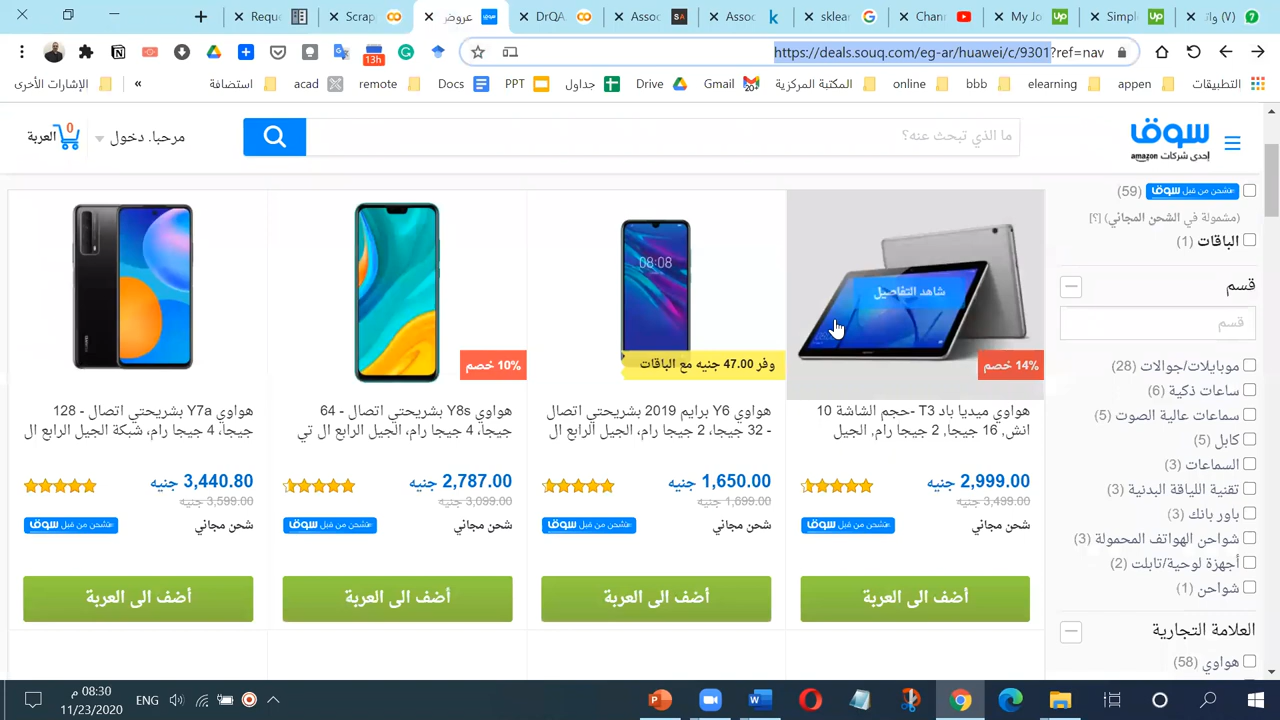 Reque
Scrap
عروض
DrQA
Assoc
SA
Assoc
k
sklear
Chann
My Jo
Up
Simple
Up
(7) واتس
13h
https://deals.souq.com/eg-ar/huawei/c/9301?ref=nav
التطبيقات
appen
elearning
bbb
online
المكتبة المركزية
Gmail
20+
Drive
جداول
PPT
Docs
remote
acad
استضافة
«
الإشارات الأخرى
سوق
إحدى شركات amazon
ما الذي تبحث عنه؟
مرحبا. دخول
0
العربة
(59)
(مشمولة في الشحن المجاني) [؟]
الباقات (1)
قسم
قسم
موبايلات/جوالات (28)
ساعات ذكية (6)
سماعات عالية الصوت (5)
كابل (5)
السماعات (3)
تقنية اللياقة البدنية (3)
باور بانك (3)
شواحن الهواتف المحمولة (3)
أجهزة لوحية/تابلت (2)
شواحن (1)
العلامة التجارية
هواوي (58)
شاهد التفاصيل
14% خصم
هواوي ميديا باد T3 -حجم الشاشة 10
انش, 16 جيجا, 2 جيجا رام, الجيل
2,999.00 جنيه
3,499.00 جنيه
شحن مجاني
أضف الى العربة
08:08
وفر 47.00 جنيه مع الباقات
هواوي Y6 برايم 2019 بشريحتي اتصال
- 32 جيجا، 2 جيجا رام، الجيل الرابع ال
1,650.00 جنيه
1,699.00 جنيه
شحن مجاني
أضف الى العربة
10% خصم
هواوي Y8s بشريحتي اتصال - 64
جيجا، 4 جيجا رام، الجيل الرابع ال تي
2,787.00 جنيه
3,099.00 جنيه
شحن مجاني
أضف الى العربة
هواوي Y7a بشريحتي اتصال - 128
جيجا، 4 جيجا رام، شبكة الجيل الرابع ال
3,440.80 جنيه
3,599.00 جنيه
شحن مجاني
أضف الى العربة
ENG
08:30 م
11/23/2020